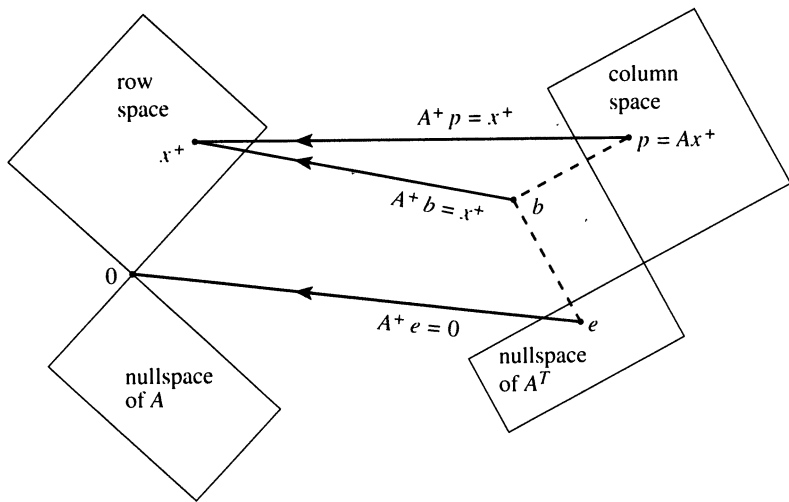 row
space
column
space
A⁺ p = x⁺
x⁺
p = Ax⁺
A⁺ b = x⁺
b
0
A⁺ e = 0
e
nullspace
of Aᵀ
nullspace
of A